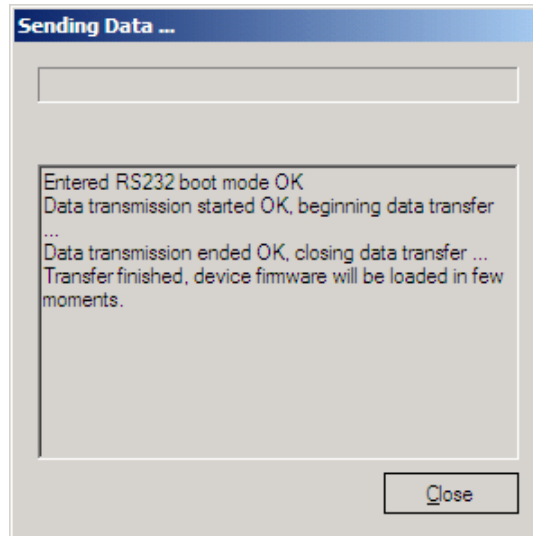 Sending Data ...
Entered RS232 boot mode OK
Data transmission started OK, beginning data transfer
...
Data transmission ended OK, closing data transfer ...
Transfer finished, device firmware will be loaded in few
moments.
Close